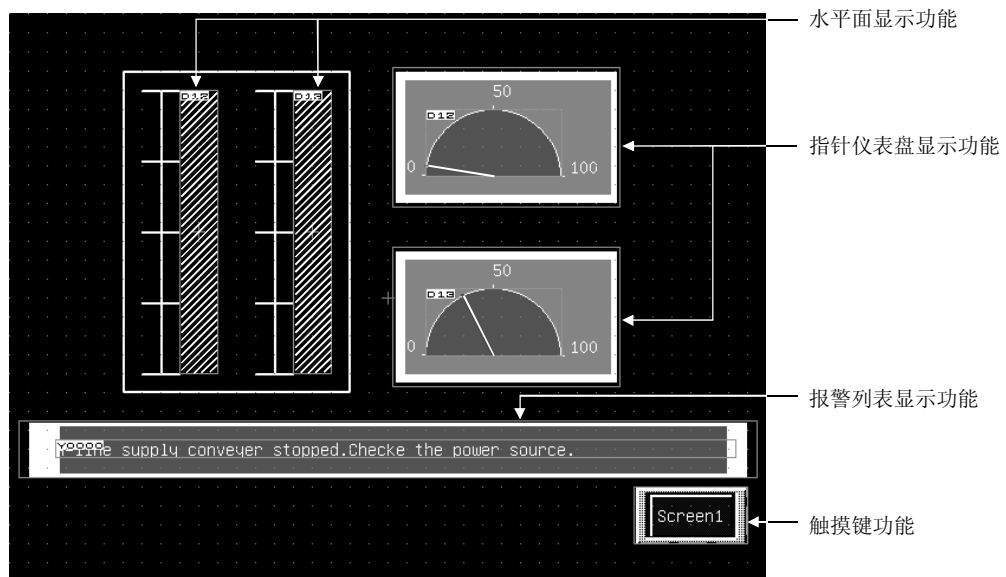 水平面显示功能
D12
D13
50
D12
0
100
指针仪表盘显示功能
50
D13
0
100
报警列表显示功能
Y0000
line supply conveyer stopped.Checke the power source.
Screen1
触摸键功能